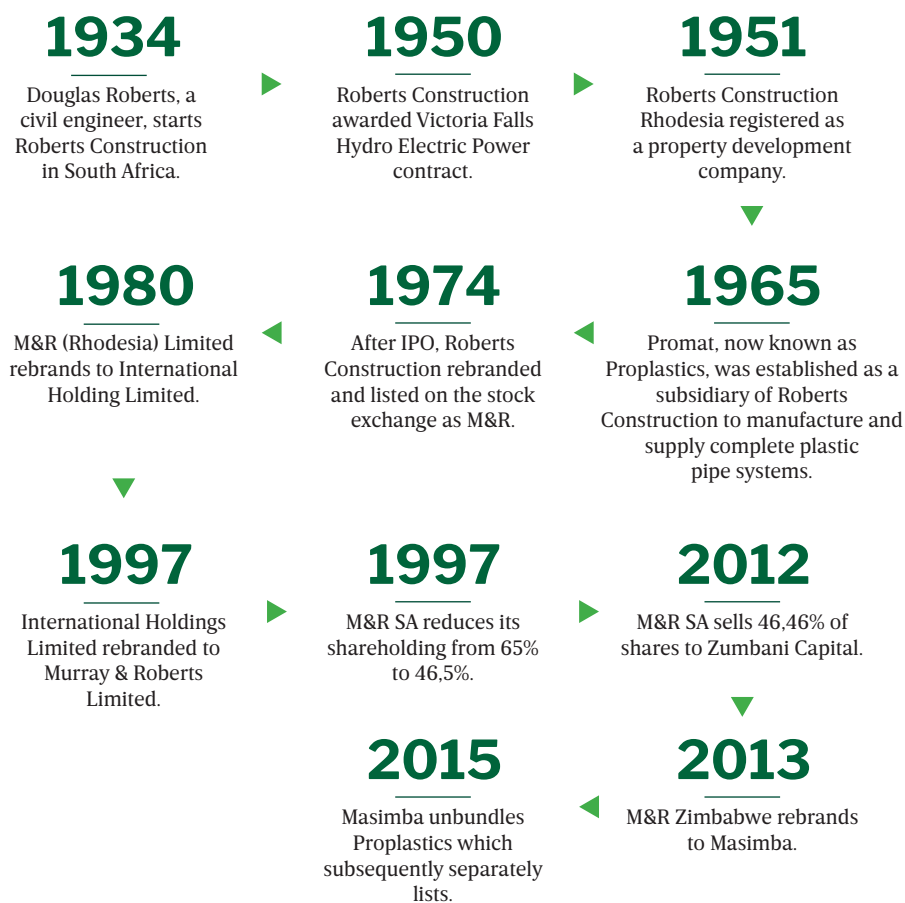 1934
Douglas Roberts, a
civil engineer, starts
Roberts Construction
in South Africa.
1950
Roberts Construction
awarded Victoria Falls
Hydro Electric Power
contract.
1951
Roberts Construction
Rhodesia registered as
a property development
company.
1965
Promat, now known as
Proplastics, was established as a
subsidiary of Roberts
Construction to manufacture and
supply complete plastic
pipe systems.
1974
After IPO, Roberts
Construction rebranded
and listed on the stock
exchange as M&R.
1980
M&R (Rhodesia) Limited
rebrands to International
Holding Limited.
1997
International Holdings
Limited rebranded to
Murray & Roberts
Limited.
1997
M&R SA reduces its
shareholding from 65%
to 46,5%.
2012
M&R SA sells 46,46% of
shares to Zumbani Capital.
2013
M&R Zimbabwe rebrands
to Masimba.
2015
Masimba unbundles
Proplastics which
subsequently separately
lists.